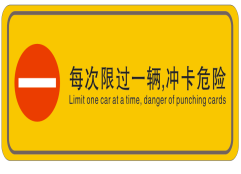 每次限过一辆,冲卡危险
Limit one car at a time, danger of punching cards